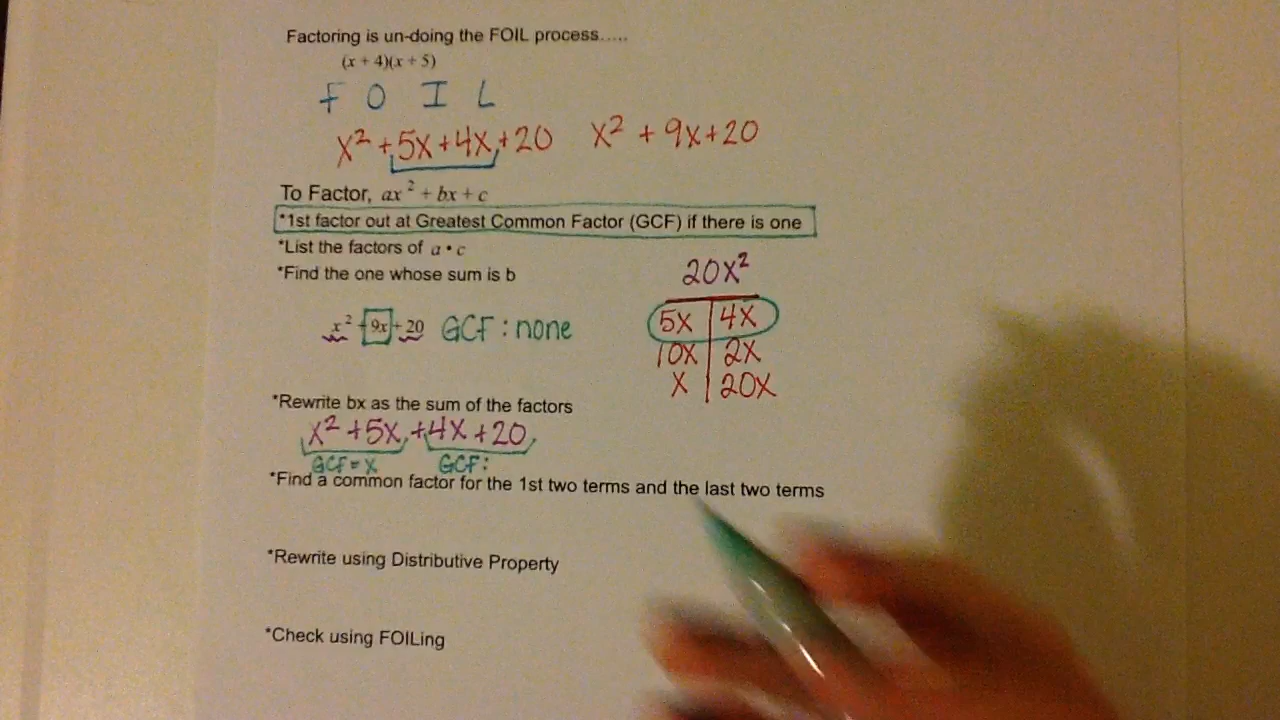 Factoring is un-doing the FOIL process.....
(x + 4)(x + 5)
F O I L
x² + 5x + 4x + 20 x² + 9x + 20
To Factor, ax² + bx + c
*1st factor out at Greatest Common Factor (GCF) if there is one
*List the factors of a • c
*Find the one whose sum is b
20x²
5x 4x
10x 2x
x 20x
x² + 9x + 20 GCF: none
*Rewrite bx as the sum of the factors
x² + 5x + 4x + 20
GCF = x GCF:
*Find a common factor for the 1st two terms and the last two terms
*Rewrite using Distributive Property
*Check using FOILing